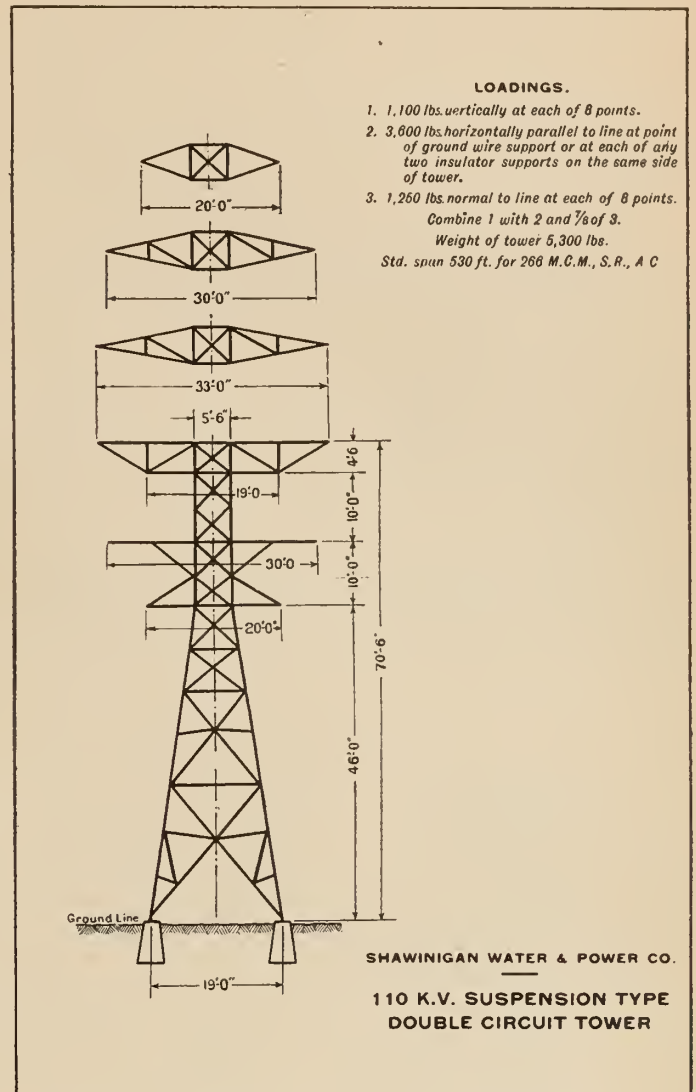 LOADINGS.
1. 1,100 lbs. vertically at each of 8 points.
2. 3,600 lbs. horizontally parallel to line at point
of ground wire support or at each of any
two insulator supports on the same side
of tower.
3. 1,250 lbs. normal to line at each of 8 points.
Combine 1 with 2 and 7/8 of 3.
Weight of tower 5,300 lbs.
Std. span 530 ft. for 266 M.C.M., S.R., A C
20'-0"
30'-0"
33'-0"
5'-6"
4'-6
19'-0
10'-0"
30'-0
10'-0"
20'-0"
70'-6"
46'-0"
Ground Line
19'-0"
SHAWINIGAN WATER & POWER CO.
110 K.V. SUSPENSION TYPE
DOUBLE CIRCUIT TOWER